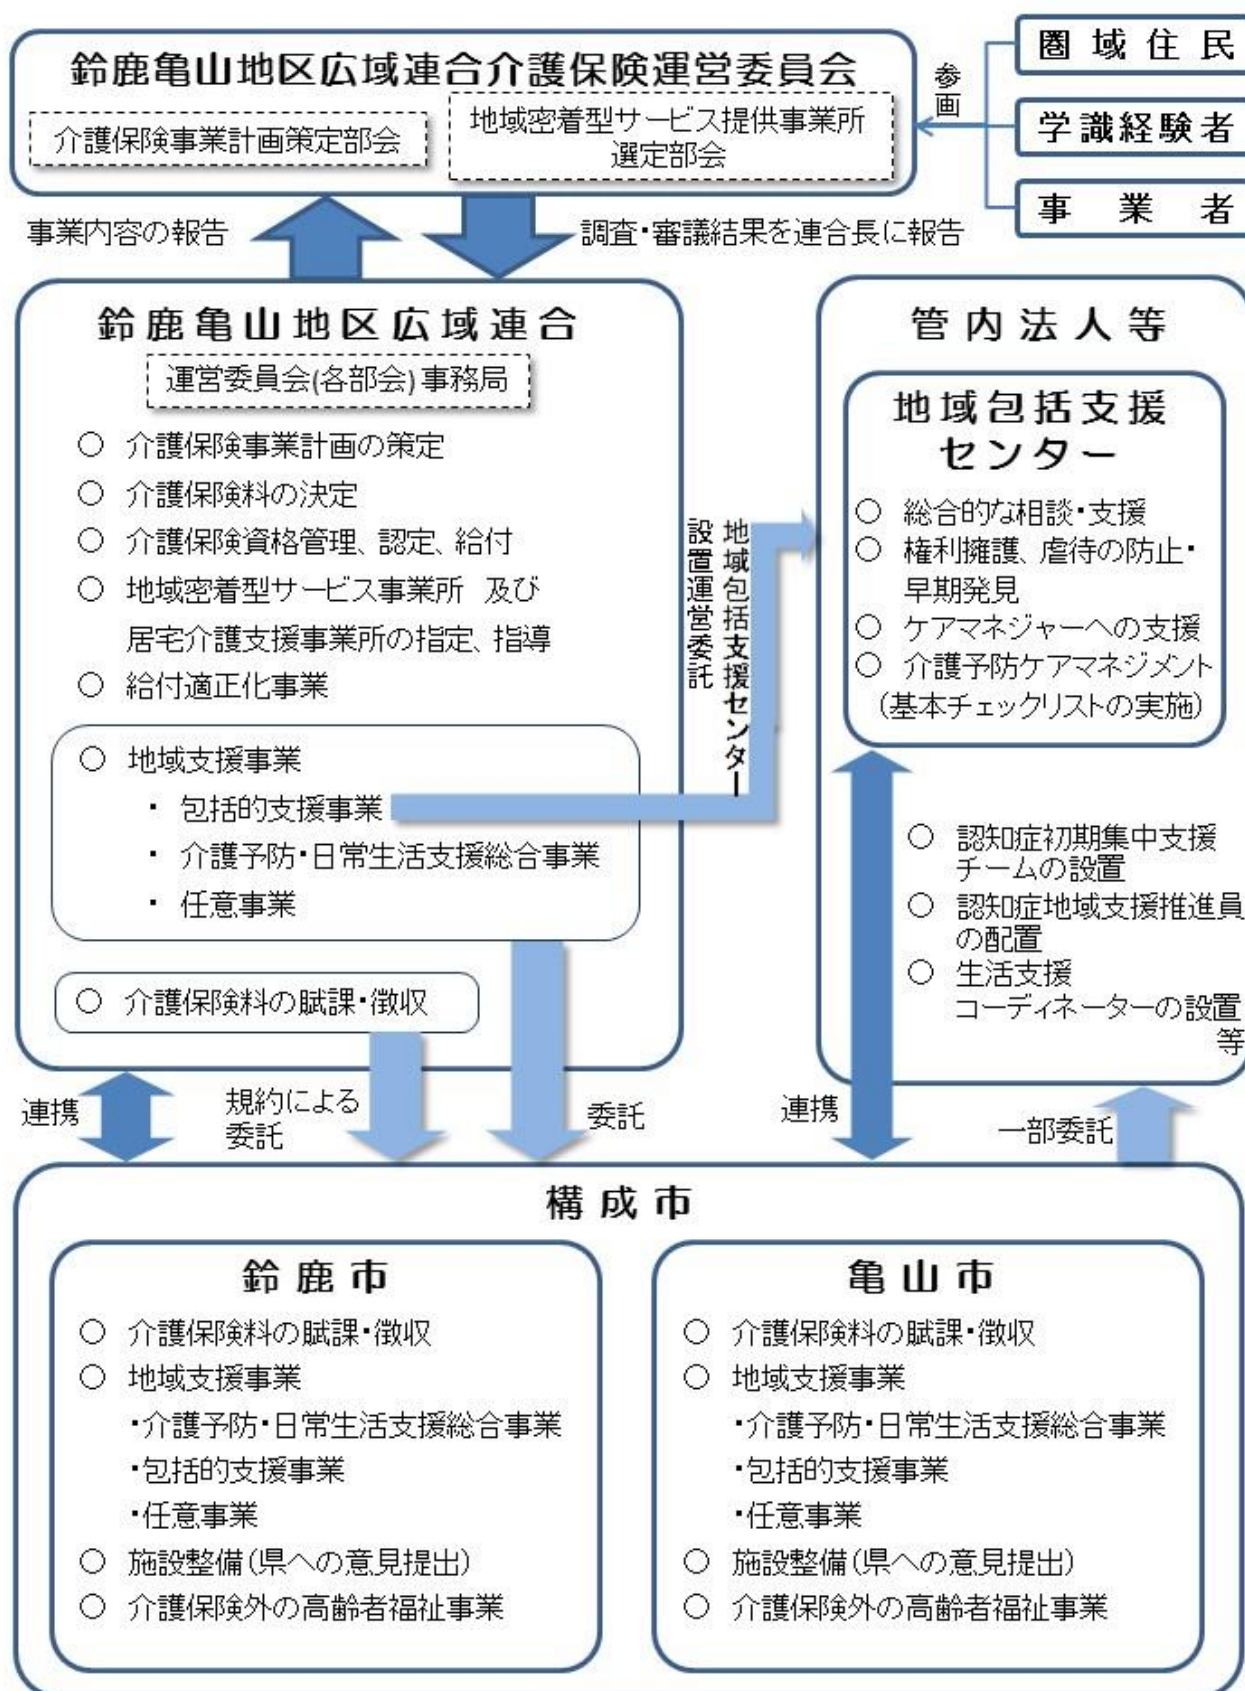 鈴鹿亀山地区広域連合介護保険運営委員会
介護保険事業計画策定部会
地域密着型サービス提供事業所
選定部会
参画
圏域住民
学識経験者
事業者
事業内容の報告
調査・審議結果を連合長に報告
鈴鹿亀山地区広域連合
運営委員会(各部会)事務局
○ 介護保険事業計画の策定
○ 介護保険料の決定
○ 介護保険資格管理、認定、給付
○ 地域密着型サービス事業所 及び
居宅介護支援事業所の指定、指導
○ 給付適正化事業
○ 地域支援事業
・ 包括的支援事業
・ 介護予防・日常生活支援総合事業
・ 任意事業
○ 介護保険料の賦課・徴収
地域包括支援センター
設置運営委託
管内法人等
地域包括支援
センター
○ 総合的な相談・支援
○ 権利擁護、虐待の防止・
早期発見
○ ケアマネジャーへの支援
○ 介護予防ケアマネジメント
(基本チェックリストの実施)
○ 認知症初期集中支援
チームの設置
○ 認知症地域支援推進員
の配置
○ 生活支援
コーディネーターの設置
等
連携
規約による
委託
委託
連携
一部委託
構成市
鈴鹿市
○ 介護保険料の賦課・徴収
○ 地域支援事業
・介護予防・日常生活支援総合事業
・包括的支援事業
・任意事業
○ 施設整備(県への意見提出)
○ 介護保険外の高齢者福祉事業
亀山市
○ 介護保険料の賦課・徴収
○ 地域支援事業
・介護予防・日常生活支援総合事業
・包括的支援事業
・任意事業
○ 施設整備(県への意見提出)
○ 介護保険外の高齢者福祉事業